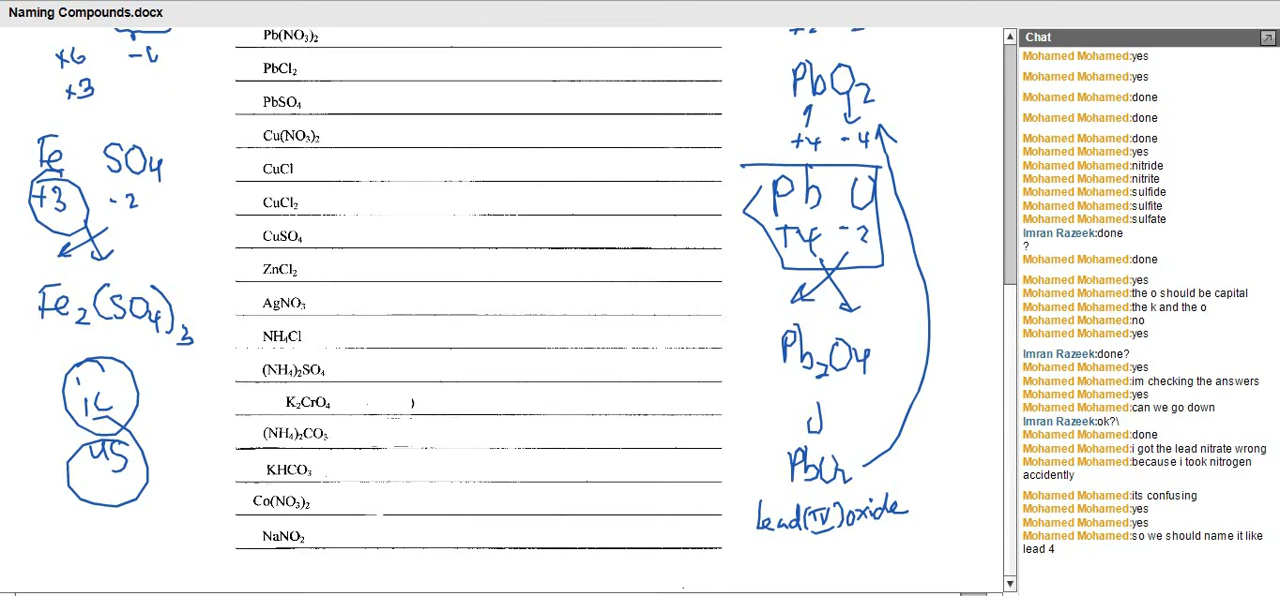 Naming Compounds.docx
+6 -6
+3
Fe SO4
+3 -2
Fe2(SO4)3
ic
us
Pb(NO3)2
PbCl2
PbSO4
Cu(NO3)2
CuCl
CuCl2
CuSO4
ZnCl2
AgNO3
NH4Cl
(NH4)2SO4
K2CrO4 )
(NH4)2CO3
KHCO3
Co(NO3)2
NaNO2
PbO2
+4 -4
Pb O
+4 -2
Pb2O4
PbO2
Lead(IV)oxide
Chat
Mohamed Mohamed:yes
Mohamed Mohamed:yes
Mohamed Mohamed:done
Mohamed Mohamed:done
Mohamed Mohamed:done
Mohamed Mohamed:yes
Mohamed Mohamed:nitride
Mohamed Mohamed:nitrite
Mohamed Mohamed:sulfide
Mohamed Mohamed:sulfite
Mohamed Mohamed:sulfate
Imran Razeek:done
?
Mohamed Mohamed:done
Mohamed Mohamed:yes
Mohamed Mohamed:the o should be capital
Mohamed Mohamed:the k and the o
Mohamed Mohamed:no
Mohamed Mohamed:yes
Imran Razeek:done?
Mohamed Mohamed:yes
Mohamed Mohamed:im checking the answers
Mohamed Mohamed:yes
Mohamed Mohamed:can we go down
Imran Razeek:ok?\
Mohamed Mohamed:done
Mohamed Mohamed:i got the lead nitrate wrong
Mohamed Mohamed:because i took nitrogen
accidently
Mohamed Mohamed:its confusing
Mohamed Mohamed:yes
Mohamed Mohamed:yes
Mohamed Mohamed:so we should name it like
lead 4